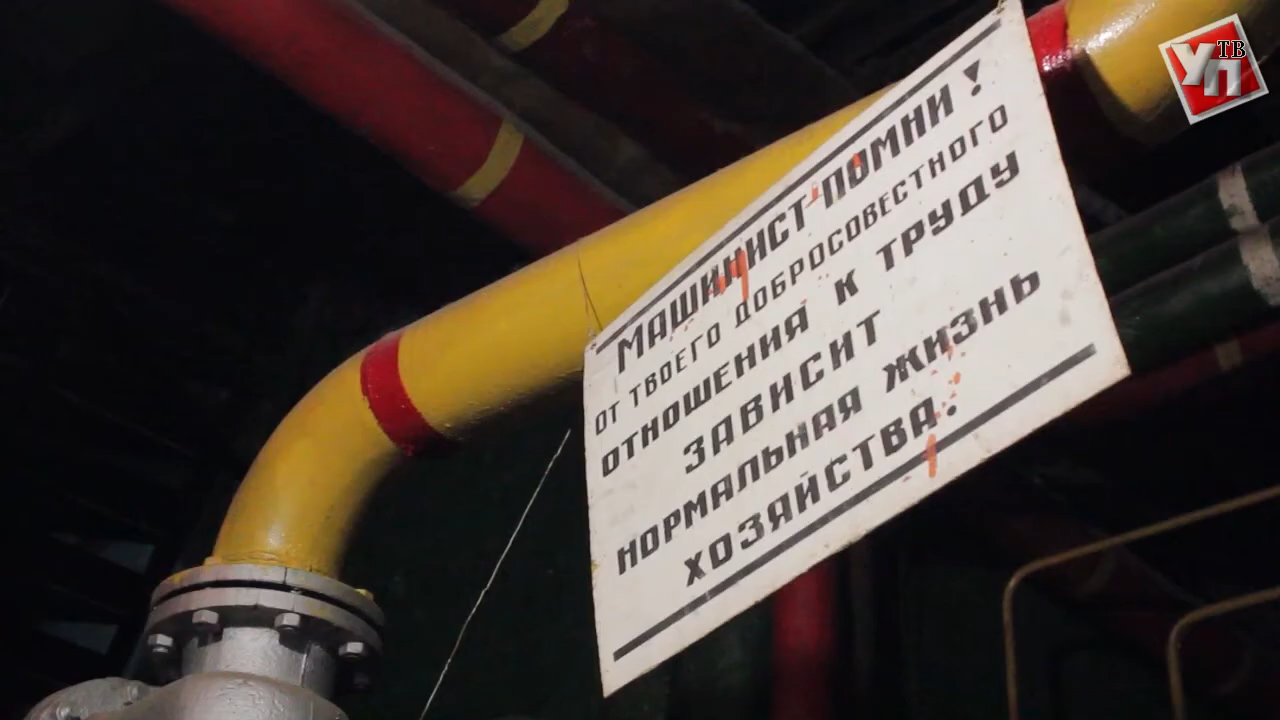 МАШИНИСТ-ПОМНИ!
ОТ ТВОЕГО ДОБРОСОВЕСТНОГО
ОТНОШЕНИЯ К ТРУДУ
ЗАВИСИТ
НОРМАЛЬНАЯ ЖИЗНЬ
ХОЗЯЙСТВА.
УП ТВ